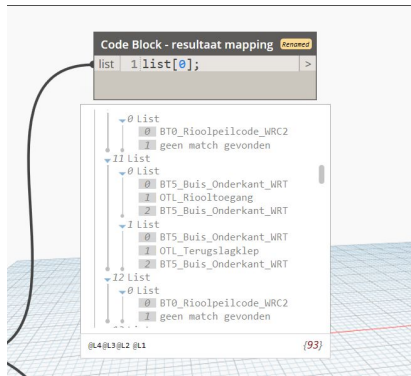 Code Block - resultaat mapping Renamed
list 1 list[0]; >
0 List
0 BT0_Rioolpeilcode_WRC2
1 geen match gevonden
11 List
0 List
0 BT5_Buis_Onderkant_WRT
1 OTL_Riooltoegang
2 BT5_Buis_Onderkant_WRT
1 List
0 BT5_Buis_Onderkant_WRT
1 OTL_Terugslagklep
2 BT5_Buis_Onderkant_WRT
12 List
0 List
0 BT0_Rioolpeilcode_WRC2
1 geen match gevonden
@L4 @L3 @L2 @L1 {93}